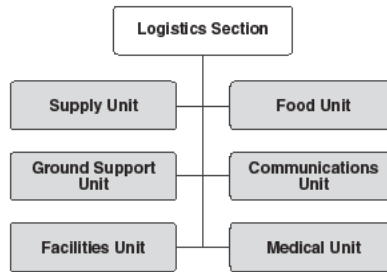 Logistics Section
Supply Unit
Food Unit
Ground Support
Unit
Communications
Unit
Facilities Unit
Medical Unit